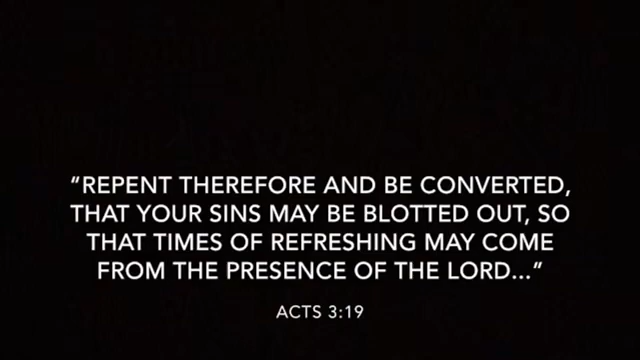 “REPENT THEREFORE AND BE CONVERTED,
THAT YOUR SINS MAY BE BLOTTED OUT, SO
THAT TIMES OF REFRESHING MAY COME
FROM THE PRESENCE OF THE LORD...“
ACTS 3:19